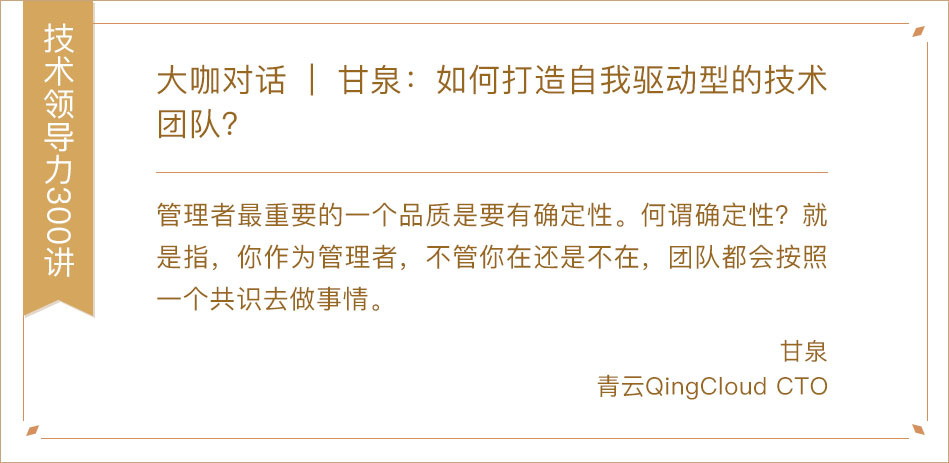 技术领导力300讲
大咖对话 | 甘泉：如何打造自我驱动型的技术
团队？
管理者最重要的一个品质是要有确定性。何谓确定性？就
是指，你作为管理者，不管你在还是不在，团队都会按照
一个共识去做事情。
甘泉
青云QingCloud CTO